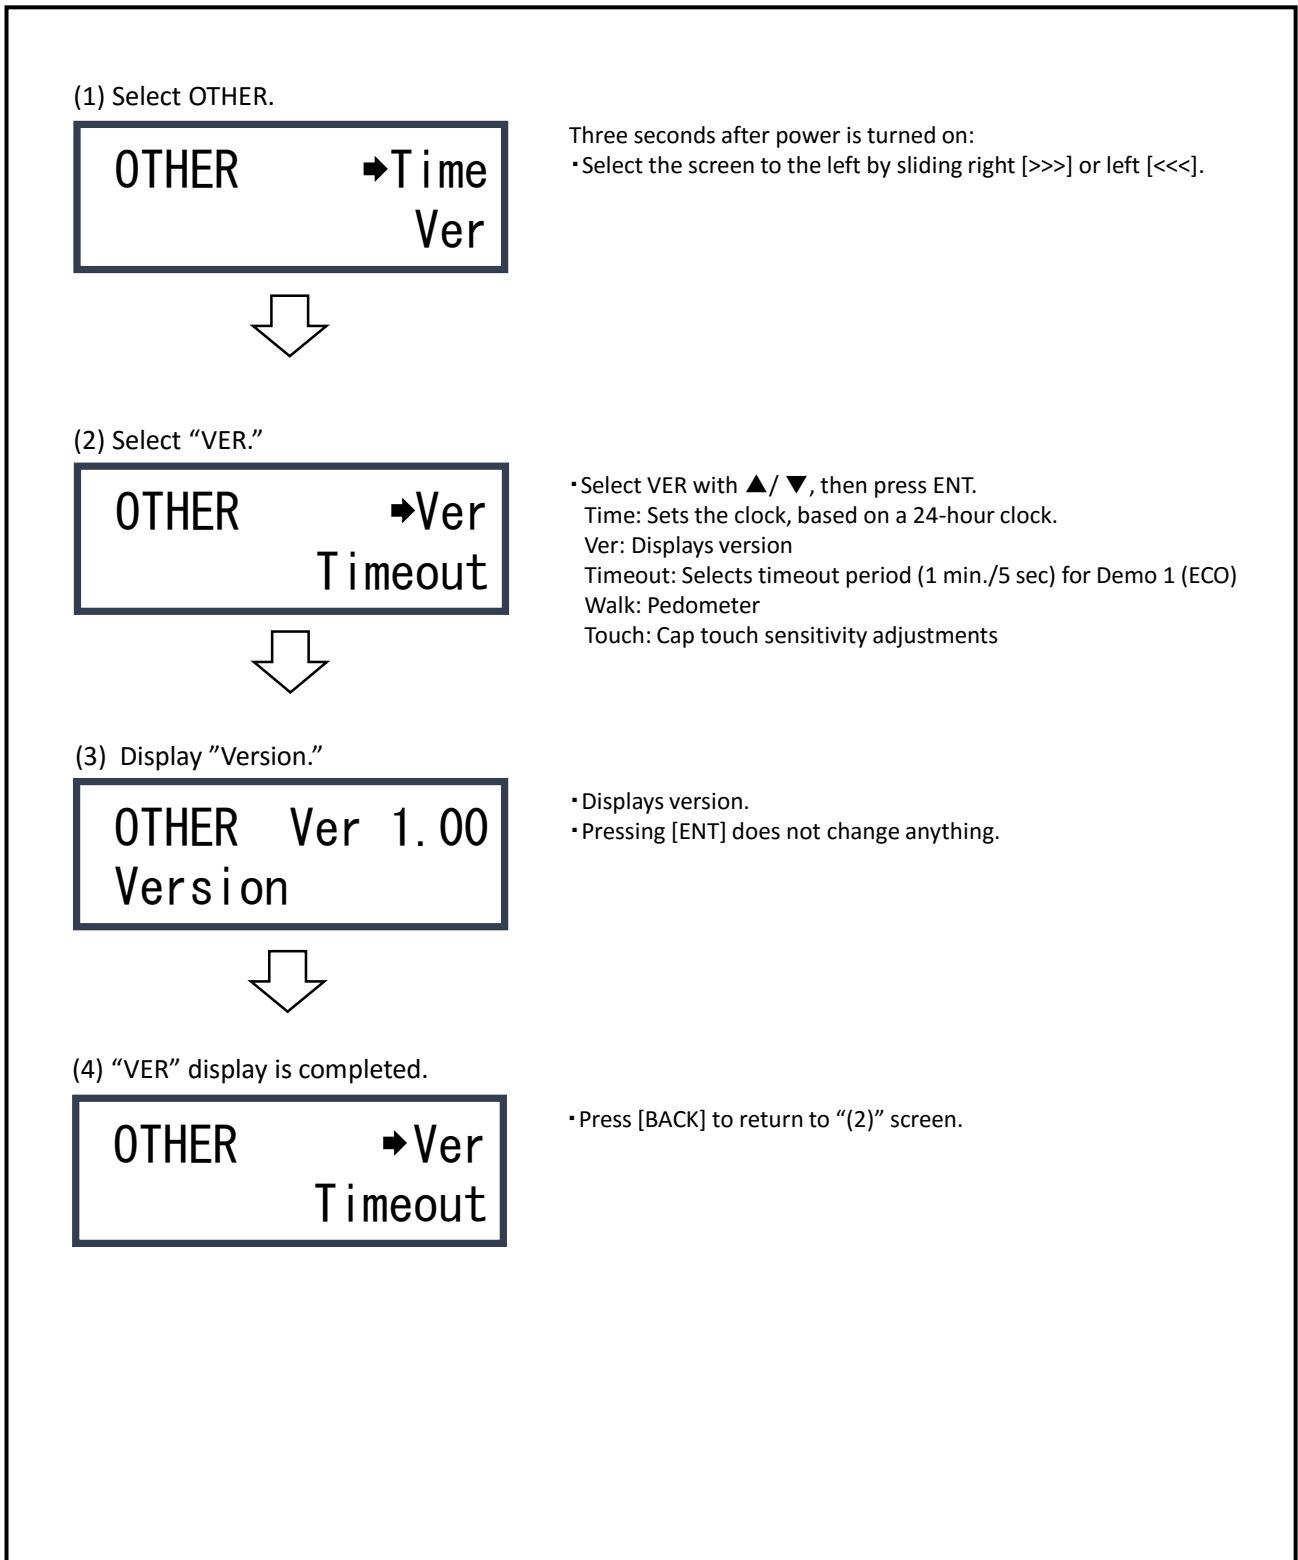 (1) Select OTHER.
OTHER ➡Time
Ver
Three seconds after power is turned on:
・Select the screen to the left by sliding right [>>>] or left [<<<].
(2) Select “VER.”
OTHER ➡Ver
Timeout
・Select VER with ▲/ ▼, then press ENT.
Time: Sets the clock, based on a 24-hour clock.
Ver: Displays version
Timeout: Selects timeout period (1 min./5 sec) for Demo 1 (ECO)
Walk: Pedometer
Touch: Cap touch sensitivity adjustments
(3) Display ”Version.”
OTHER Ver 1.00
Version
・Displays version.
・Pressing [ENT] does not change anything.
(4) “VER” display is completed.
OTHER ➡Ver
Timeout
・Press [BACK] to return to “(2)” screen.